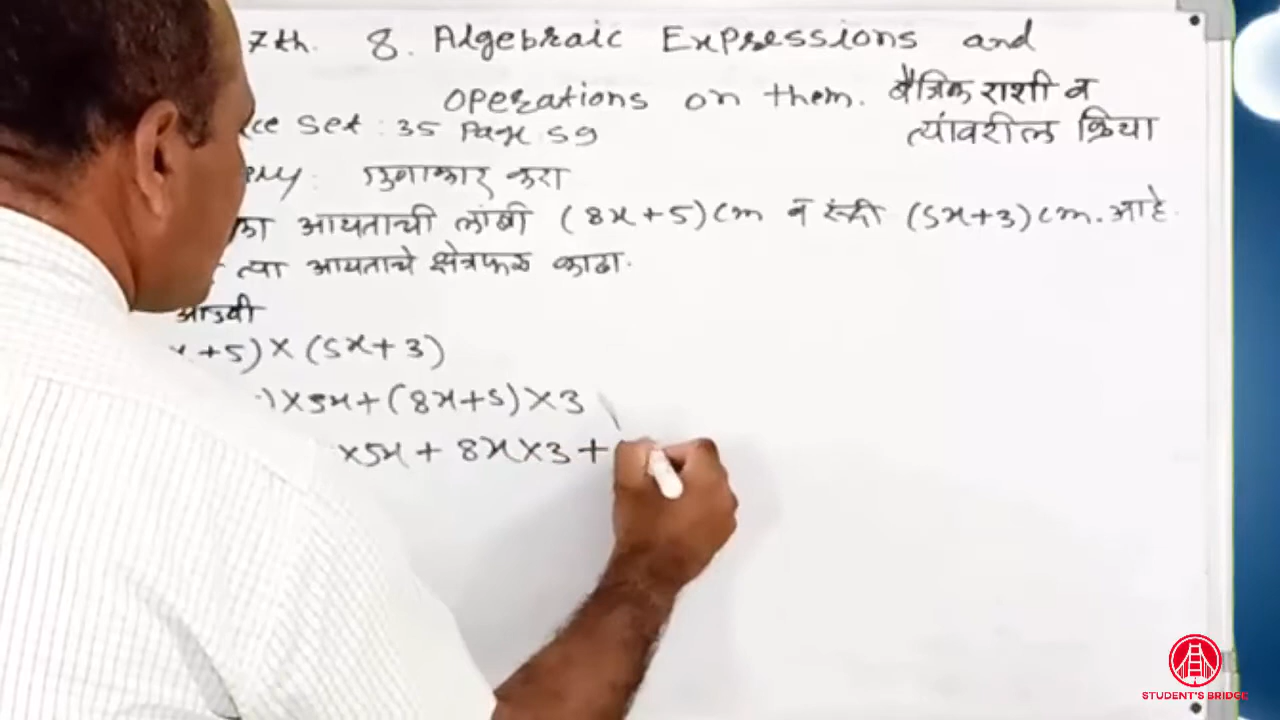 7th. 8. Algebraic Expressions and
operations on them. बैजिक राशी व
त्यांवरील क्रिया
Set : 35 Page 59
गुणाकार करा
आयताची लांबी (8x+5)cm व रुंदी (5x+3)cm. आहे.
त्या आयताचे क्षेत्रफळ काढा.
+5)×(5x+3)
)×5x+(8x+5)×3
×5x+8x×3+
STUDENT'S BRIDGE